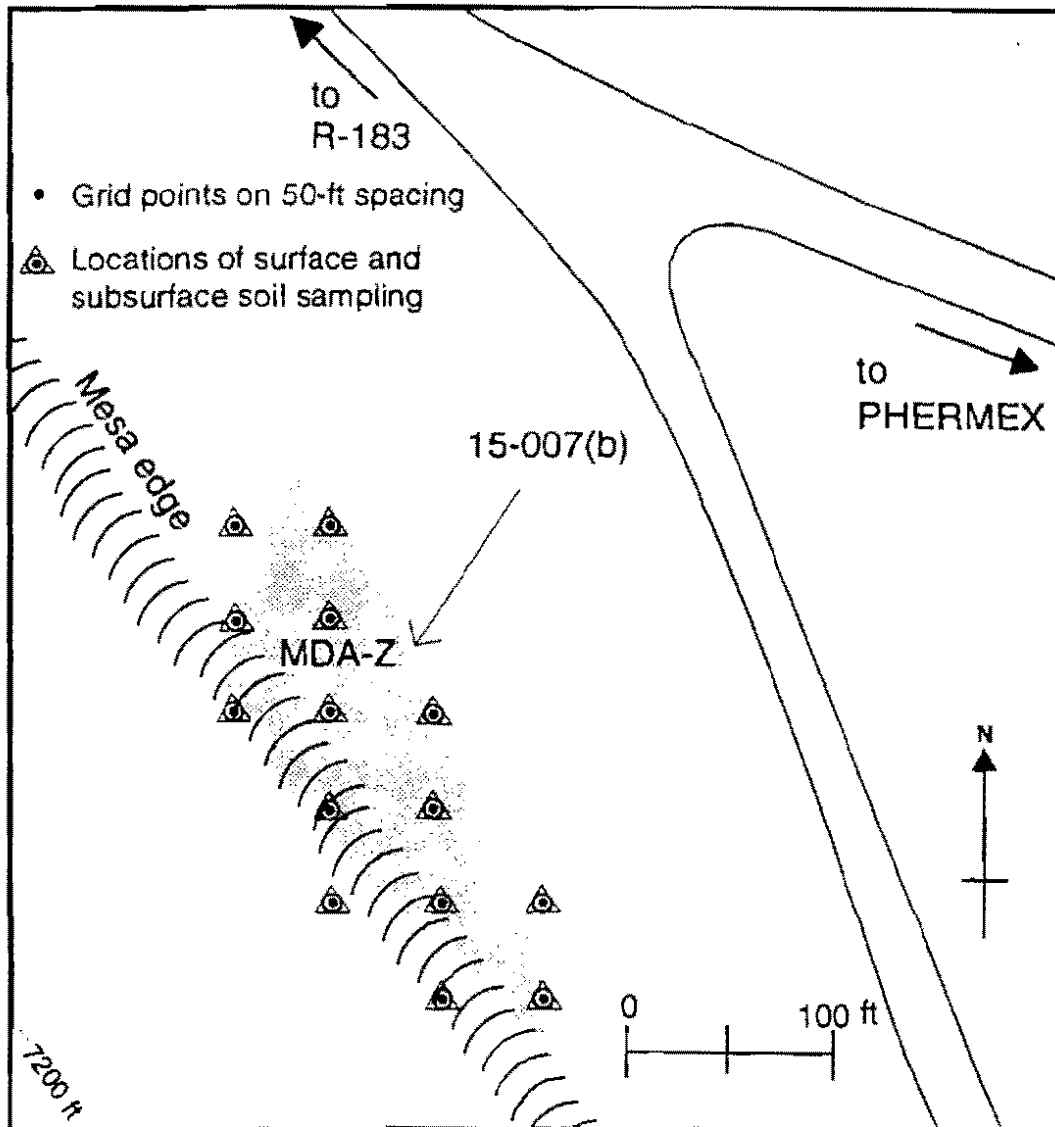 to
R-183
Grid points on 50-ft spacing
Locations of surface and
subsurface soil sampling
to
PHERMEX
Mesa edge
15-007(b)
MDA-Z
N
0
100 ft
7200 ft